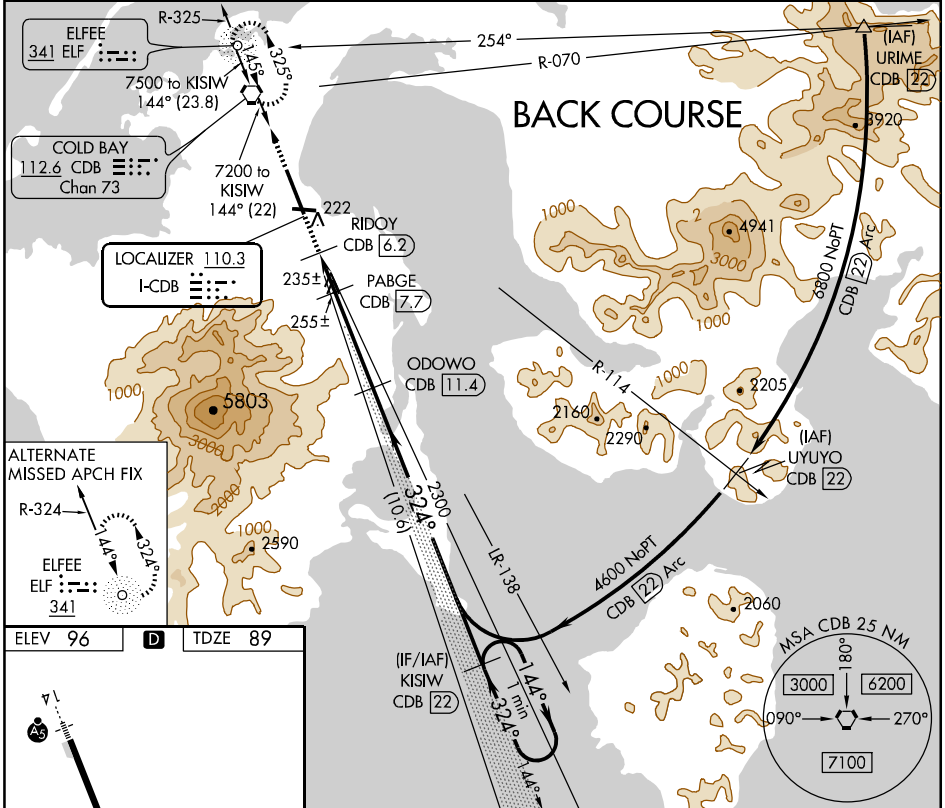 ELFEE
341 ELF
R-325
145°
325°
254°
R-070
(IAF)
URIME
CDB 22
7500 to KISIW
144° (23.8)
BACK COURSE
3920
COLD BAY
112.6 CDB
Chan 73
7200 to
KISIW
144° (22)
222
RIDOY
CDB 6.2
1000
2
4941
3000
1000
6800 NoPT
CDB 22 Arc
LOCALIZER 110.3
I-CDB
235±
PABGE
CDB 7.7
255±
ODOWO
CDB 11.4
R-114
1000
2205
2160
2290
1000
5803
3000
2000
1000
2590
(IAF)
UYUYO
CDB 22
ALTERNATE
MISSED APCH FIX
R-324
144°
324°
ELFEE
ELF
341
324°
(10.6)
2300
LR-138
4600 NoPT
CDB 22 Arc
2060
ELEV 96
D
TDZE 89
(IF/IAF)
KISIW
CDB 22
144°
1 min
324°
144°
MSA CDB 25 NM
180°
3000
6200
090°
270°
7100
1
A5